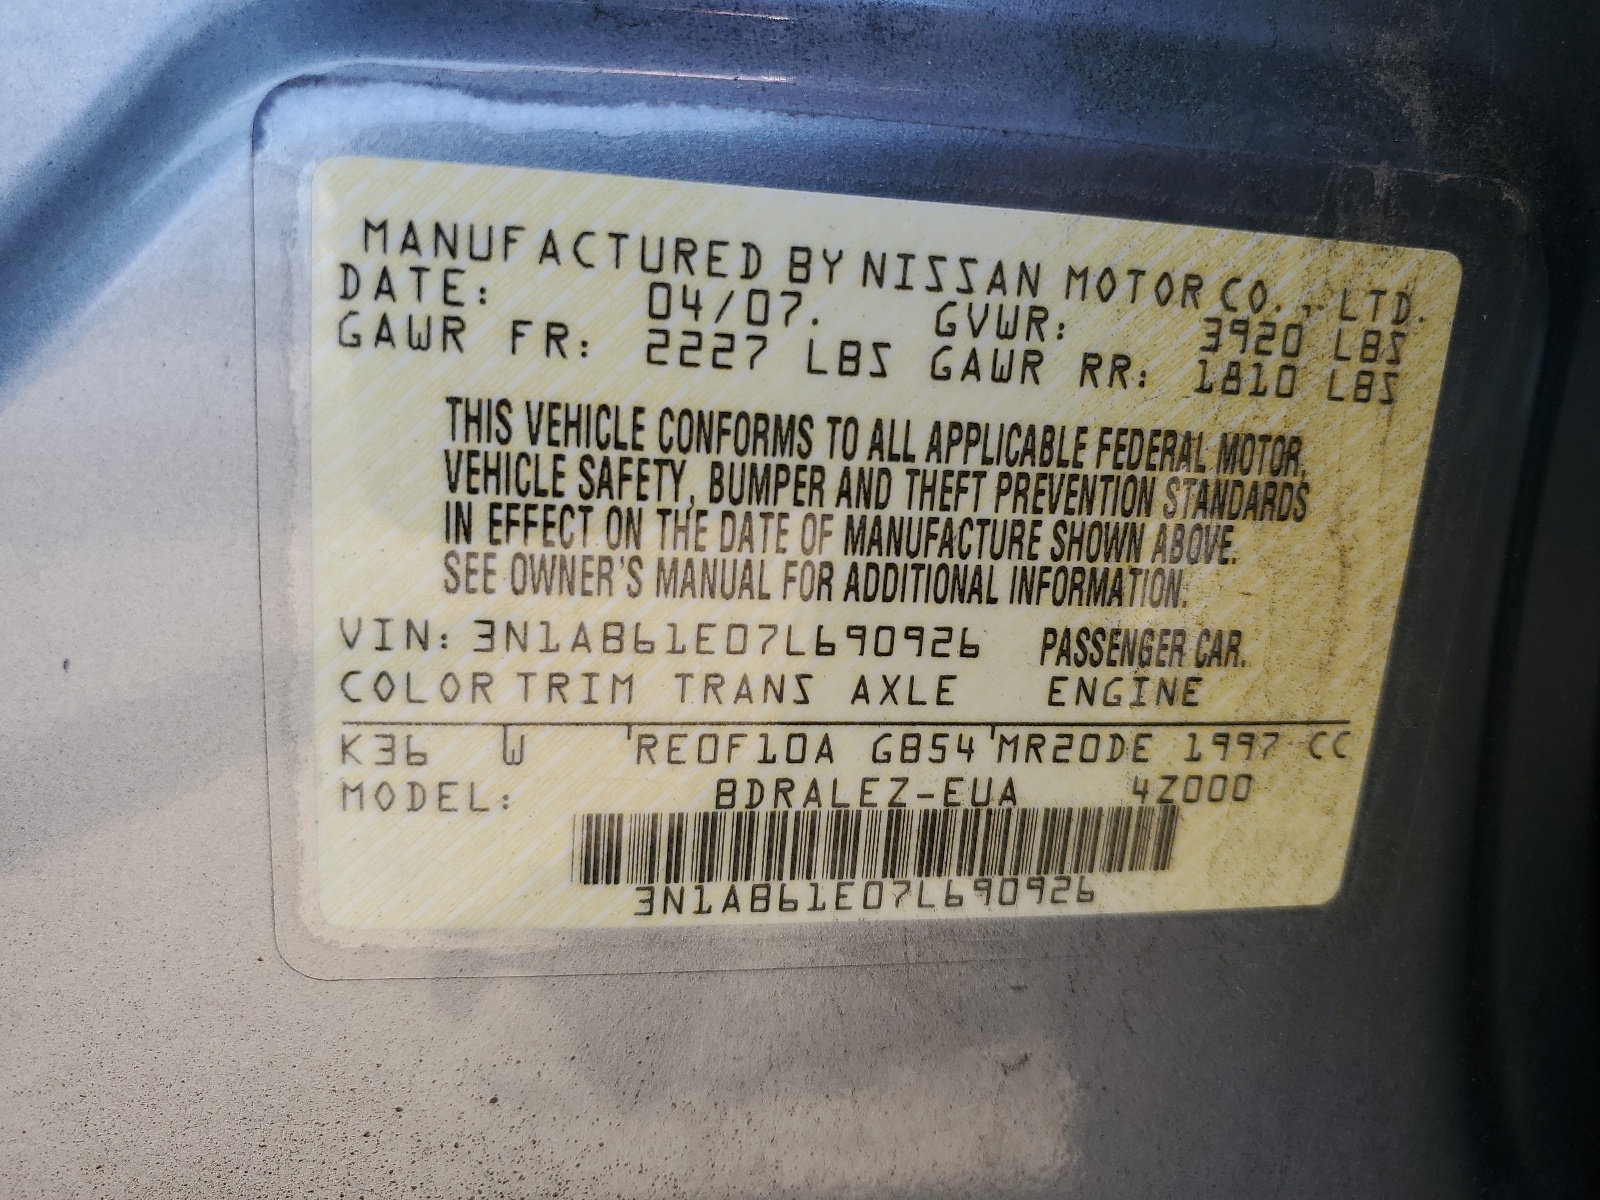 MANUFACTURED BY NISSAN MOTOR CO., LTD.
DATE: 04/07. GVWR: 3920 LBS
GAWR FR: 2227 LBS GAWR RR: 1810 LBS
THIS VEHICLE CONFORMS TO ALL APPLICABLE FEDERAL MOTOR,
VEHICLE SAFETY, BUMPER AND THEFT PREVENTION STANDARDS
IN EFFECT ON THE DATE OF MANUFACTURE SHOWN ABOVE.
SEE OWNER'S MANUAL FOR ADDITIONAL INFORMATION.
VIN: 3N1AB61E07L690926 PASSENGER CAR.
COLOR TRIM TRANS AXLE ENGINE
K36 W 'RE0F10A GB54'MR20DE 1997 CC
MODEL: BDRALEZ-EUA 4Z000
3N1AB61E07L690926